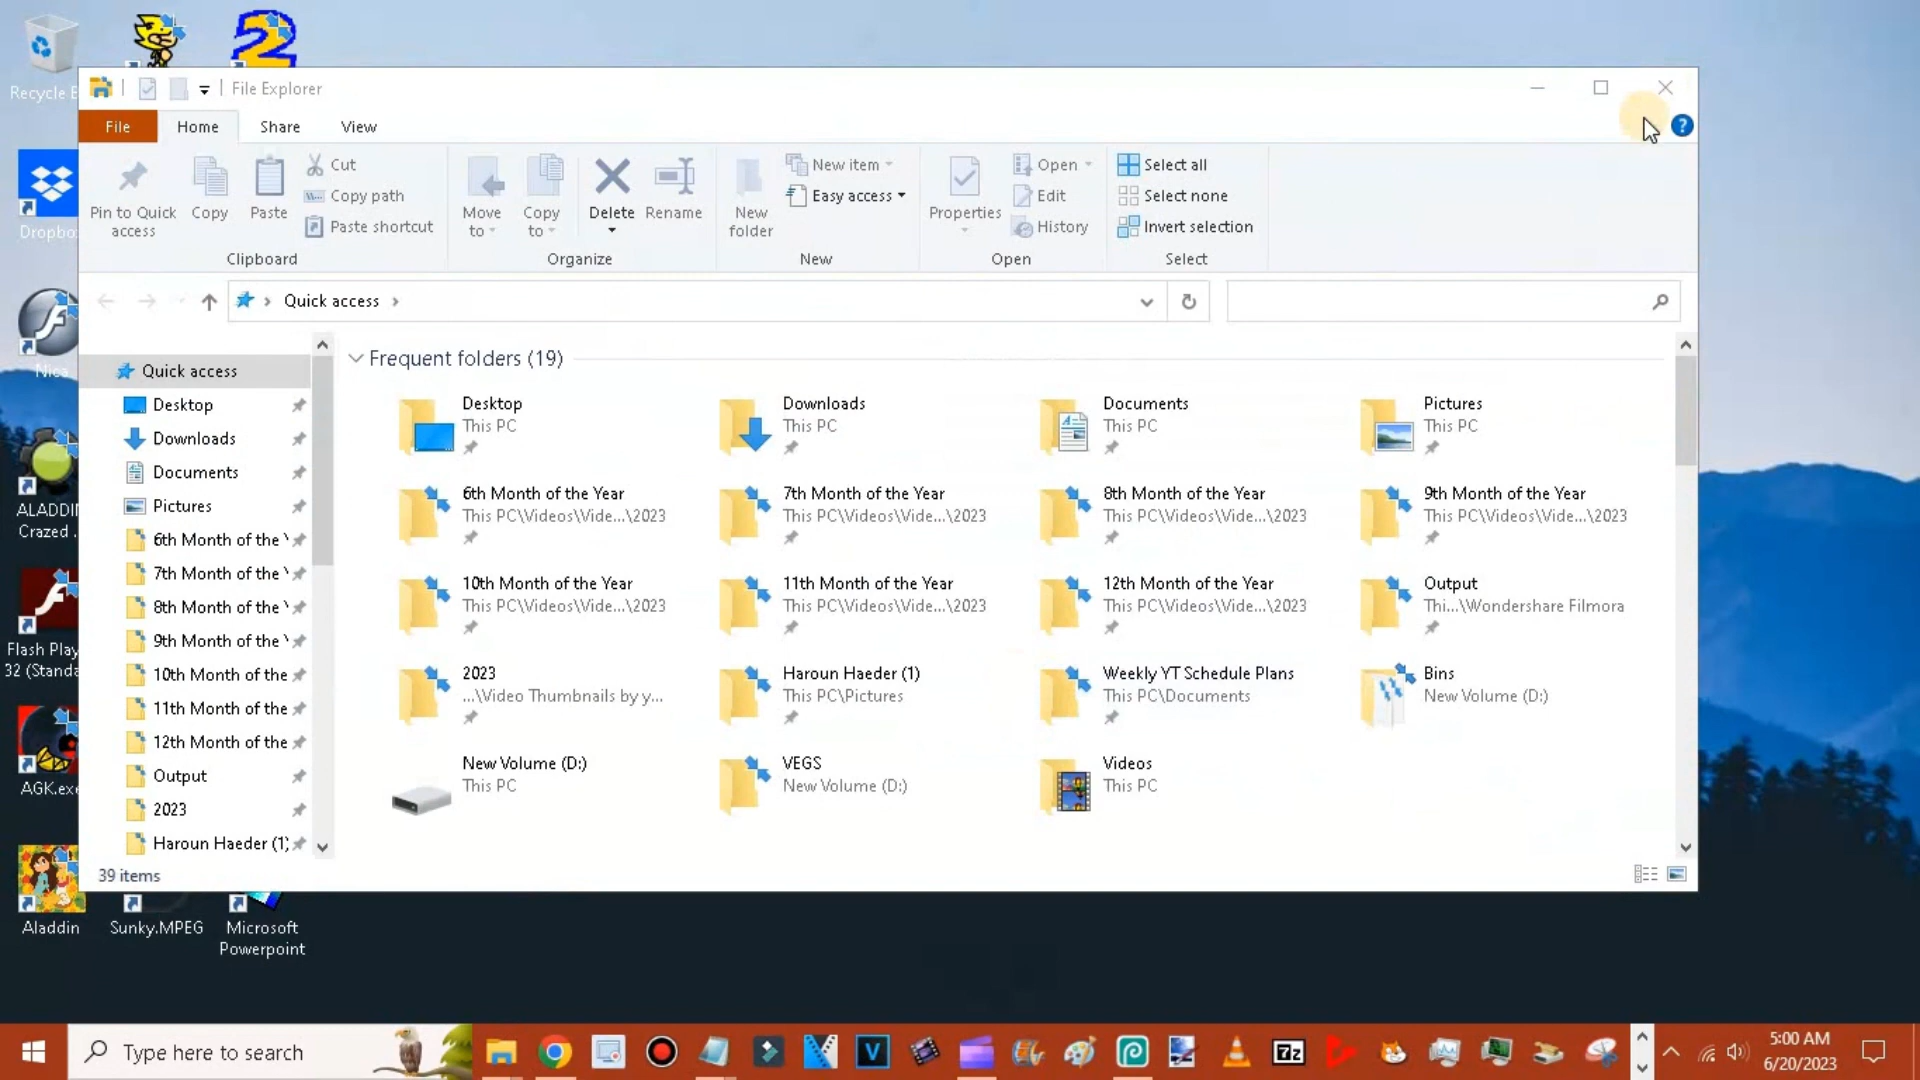 Recycle B
File Explorer
File
Home
Share
View
Pin to Quick
access
Copy
Paste
Cut
Copy path
Paste shortcut
Clipboard
Move
to
Copy
to
Delete
Rename
Organize
New
folder
New item
Easy access
New
Properties
Open
Edit
History
Open
Select all
Select none
Invert selection
Select
Dropbo
Quick access
Nica
Quick access
Desktop
Downloads
Documents
Pictures
6th Month of the Y
7th Month of the Y
8th Month of the Y
9th Month of the Y
10th Month of the
11th Month of the
12th Month of the
Output
2023
Haroun Haeder (1)
Frequent folders (19)
Desktop
This PC
Downloads
This PC
Documents
This PC
Pictures
This PC
6th Month of the Year
This PC\Videos\Vide...\2023
7th Month of the Year
This PC\Videos\Vide...\2023
8th Month of the Year
This PC\Videos\Vide...\2023
9th Month of the Year
This PC\Videos\Vide...\2023
10th Month of the Year
This PC\Videos\Vide...\2023
11th Month of the Year
This PC\Videos\Vide...\2023
12th Month of the Year
This PC\Videos\Vide...\2023
Output
Thi...\Wondershare Filmora
2023
...\Video Thumbnails by y...
Haroun Haeder (1)
This PC\Pictures
Weekly YT Schedule Plans
This PC\Documents
Bins
New Volume (D:)
New Volume (D:)
This PC
VEGS
New Volume (D:)
Videos
This PC
39 items
ALADDI
Crazed ..
Flash Play
32 (Standa
AGK.exe
Aladdin
Sunky.MPEG
Microsoft
Powerpoint
Type here to search
7z
5:00 AM
6/20/2023